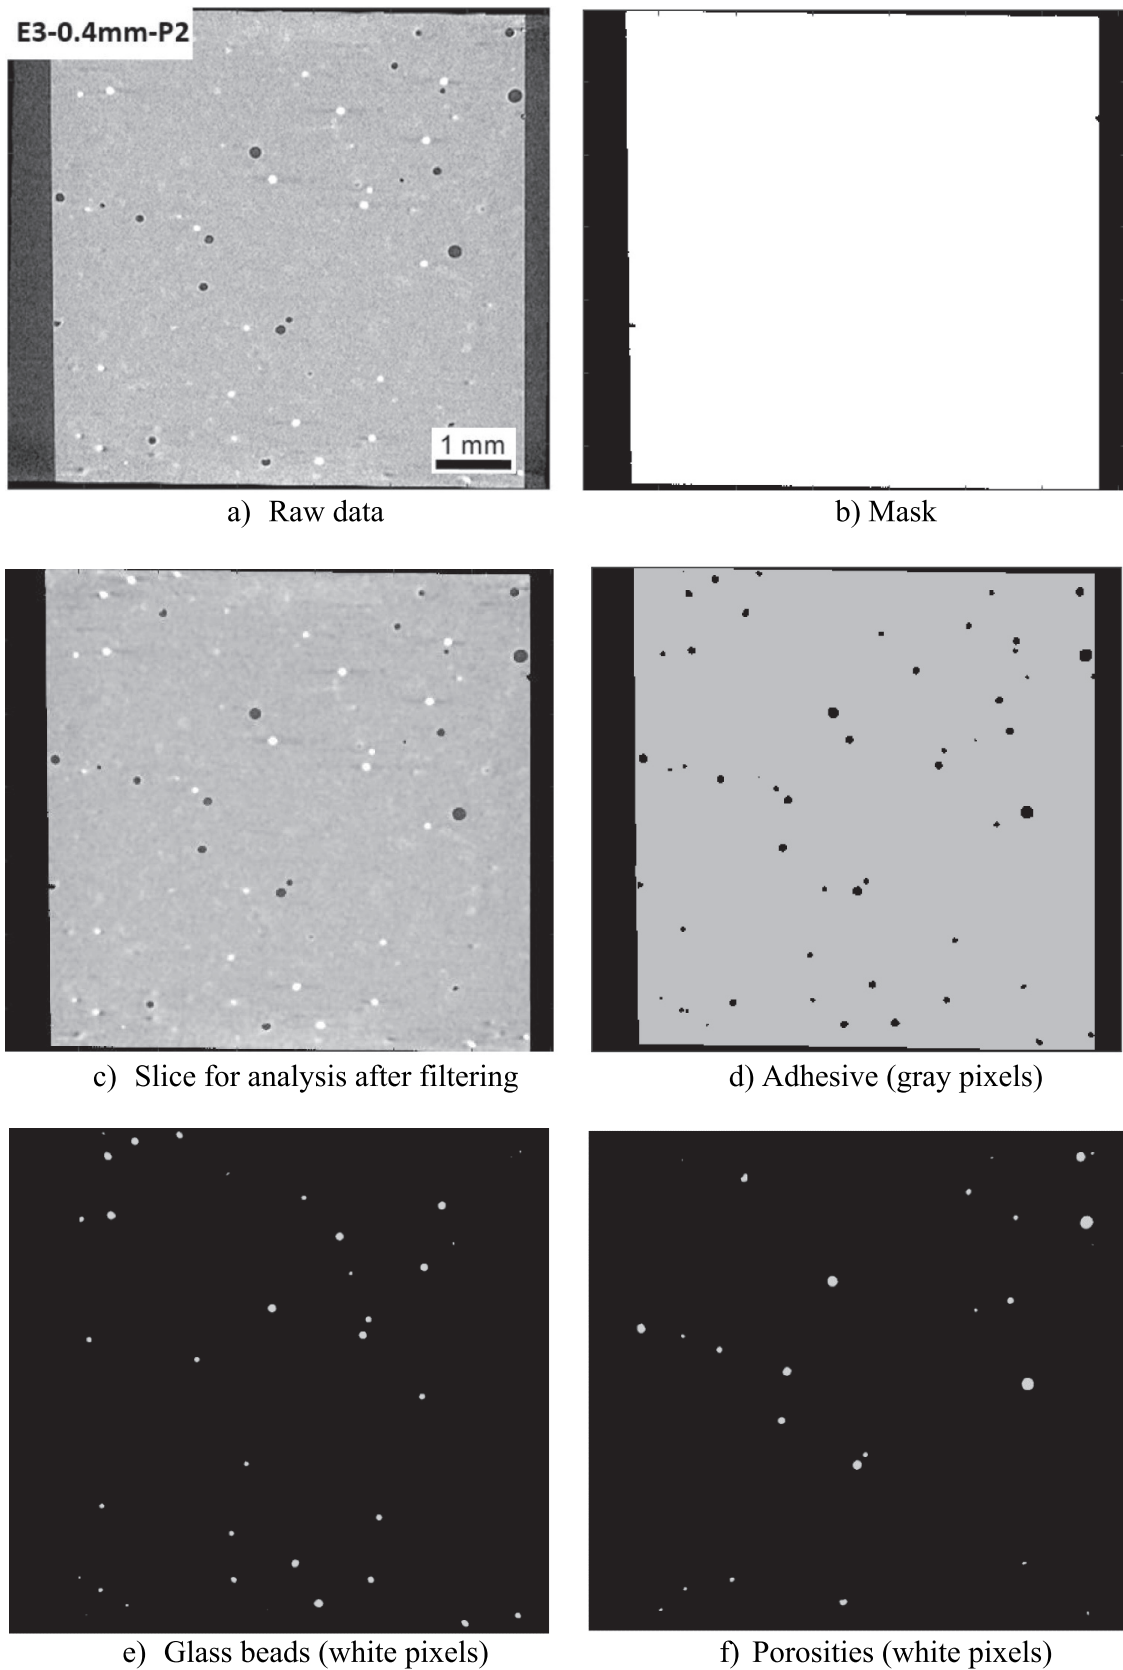 E3-0.4mm-P2
1 mm
a) Raw data
b) Mask
c) Slice for analysis after filtering
d) Adhesive (gray pixels)
e) Glass beads (white pixels)
f) Porosities (white pixels)